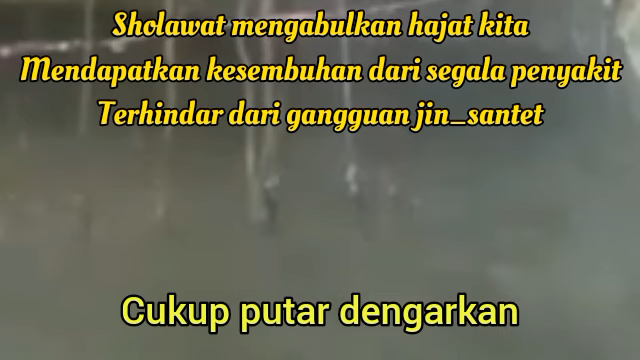 Sholawat mengabulkan hajat kita
Mendapatkan kesembuhan dari segala penyakit
Terhindar dari gangguan jin_santet
Cukup putar dengarkan